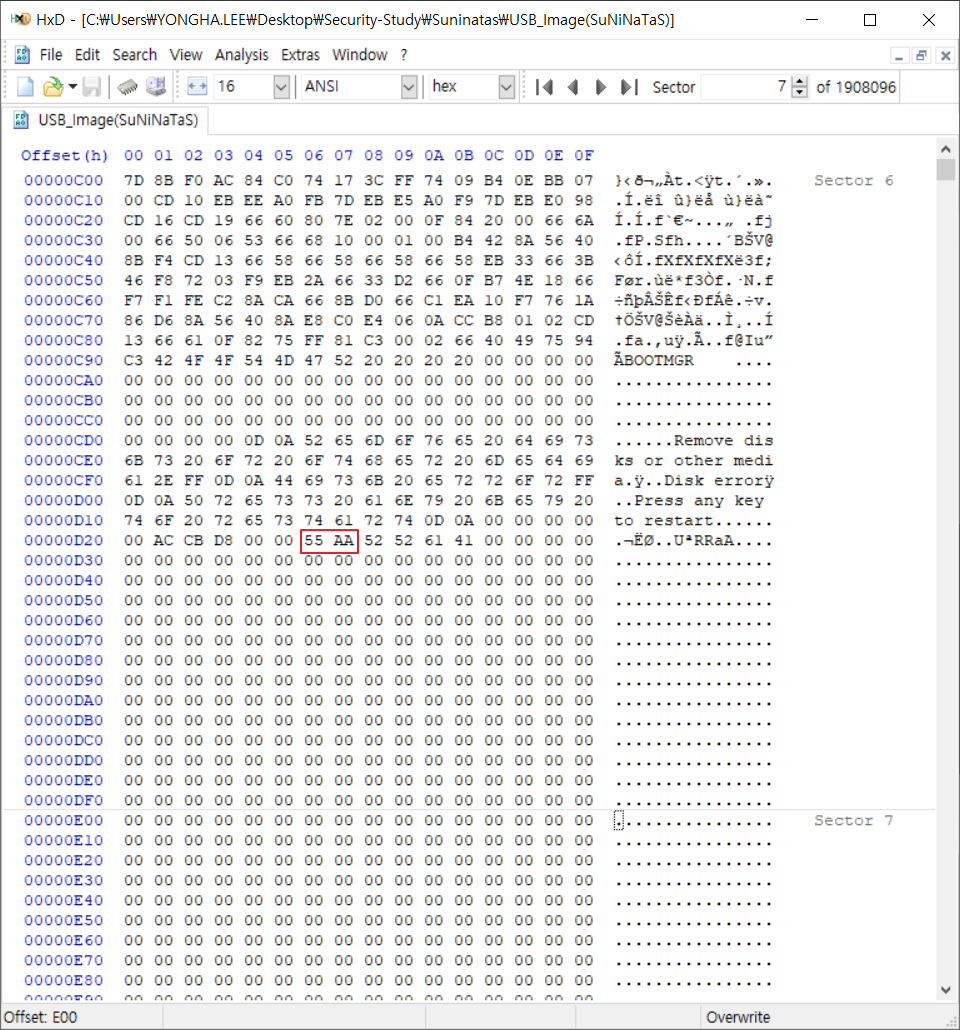 HxD - [C:₩Users₩YONGHA.LEE₩Desktop₩Security-Study₩Suninatas₩USB_Image(SuNiNaTaS)]
File Edit Search View Analysis Extras Window ?
16 ANSI hex Sector 7 of 1908096
USB_Image(SuNiNaTaS)
Offset(h) 00 01 02 03 04 05 06 07 08 09 0A 0B 0C 0D 0E 0F
00000C00 7D 8B F0 AC 84 C0 74 17 3C FF 74 09 B4 0E BB 07 }‹ð¬„Àt.<ÿt.´.». Sector 6
00000C10 00 CD 10 EB EE A0 FB 7D EB E5 A0 F9 7D EB E0 98 .Í.ëî û}ëå ù}ëà˜
00000C20 CD 16 CD 19 66 60 80 7E 02 00 0F 84 20 00 66 6A Í.Í.f`€~...„ .fj
00000C30 00 66 50 06 53 66 68 10 00 01 00 B4 42 8A 56 40 .fP.Sfh....´BŠV@
00000C40 8B F4 CD 13 66 58 66 58 66 58 66 58 EB 33 66 3B ‹ôÍ.fXfXfXfXë3f;
00000C50 46 F8 72 03 F9 EB 2A 66 33 D2 66 0F B7 4E 18 66 Før.ùë*f3Òf.·N.f
00000C60 F7 F1 FE C2 8A CA 66 8B D0 66 C1 EA 10 F7 76 1A ÷ñþÂŠÊf‹ÐfÁê.÷v.
00000C70 86 D6 8A 56 40 8A E8 C0 E4 06 0A CC B8 01 02 CD †ÖŠV@ŠèÀä..Ì¸..Í
00000C80 13 66 61 0F 82 75 FF 81 C3 00 02 66 40 49 75 94 .fa.‚uÿ.Ã..f@Iu”
00000C90 C3 42 4F 4F 54 4D 47 52 20 20 20 20 00 00 00 00 ÃBOOTMGR    ....
00000CA0 00 00 00 00 00 00 00 00 00 00 00 00 00 00 00 00 ................
00000CB0 00 00 00 00 00 00 00 00 00 00 00 00 00 00 00 00 ................
00000CC0 00 00 00 00 00 00 00 00 00 00 00 00 00 00 00 00 ................
00000CD0 00 00 00 00 0D 0A 52 65 6D 6F 76 65 20 64 69 73 ......Remove dis
00000CE0 6B 73 20 6F 72 20 6F 74 68 65 72 20 6D 65 64 69 ks or other medi
00000CF0 61 2E FF 0D 0A 44 69 73 6B 20 65 72 72 6F 72 FF a.ÿ..Disk errorÿ
00000D00 0D 0A 50 72 65 73 73 20 61 6E 79 20 6B 65 79 20 ..Press any key
00000D10 74 6F 20 72 65 73 74 61 72 74 0D 0A 00 00 00 00 to restart......
00000D20 00 AC CB D8 00 00 55 AA 52 52 61 41 00 00 00 00 .¬ËØ..UªRRaA....
00000D30 00 00 00 00 00 00 00 00 00 00 00 00 00 00 00 00 ................
00000D40 00 00 00 00 00 00 00 00 00 00 00 00 00 00 00 00 ................
00000D50 00 00 00 00 00 00 00 00 00 00 00 00 00 00 00 00 ................
00000D60 00 00 00 00 00 00 00 00 00 00 00 00 00 00 00 00 ................
00000D70 00 00 00 00 00 00 00 00 00 00 00 00 00 00 00 00 ................
00000D80 00 00 00 00 00 00 00 00 00 00 00 00 00 00 00 00 ................
00000D90 00 00 00 00 00 00 00 00 00 00 00 00 00 00 00 00 ................
00000DA0 00 00 00 00 00 00 00 00 00 00 00 00 00 00 00 00 ................
00000DB0 00 00 00 00 00 00 00 00 00 00 00 00 00 00 00 00 ................
00000DC0 00 00 00 00 00 00 00 00 00 00 00 00 00 00 00 00 ................
00000DD0 00 00 00 00 00 00 00 00 00 00 00 00 00 00 00 00 ................
00000DE0 00 00 00 00 00 00 00 00 00 00 00 00 00 00 00 00 ................
00000DF0 00 00 00 00 00 00 00 00 00 00 00 00 00 00 00 00 ................
00000E00 00 00 00 00 00 00 00 00 00 00 00 00 00 00 00 00 ................ Sector 7
00000E10 00 00 00 00 00 00 00 00 00 00 00 00 00 00 00 00 ................
00000E20 00 00 00 00 00 00 00 00 00 00 00 00 00 00 00 00 ................
00000E30 00 00 00 00 00 00 00 00 00 00 00 00 00 00 00 00 ................
00000E40 00 00 00 00 00 00 00 00 00 00 00 00 00 00 00 00 ................
00000E50 00 00 00 00 00 00 00 00 00 00 00 00 00 00 00 00 ................
00000E60 00 00 00 00 00 00 00 00 00 00 00 00 00 00 00 00 ................
00000E70 00 00 00 00 00 00 00 00 00 00 00 00 00 00 00 00 ................
00000E80 00 00 00 00 00 00 00 00 00 00 00 00 00 00 00 00 ................
Offset: E00 Overwrite